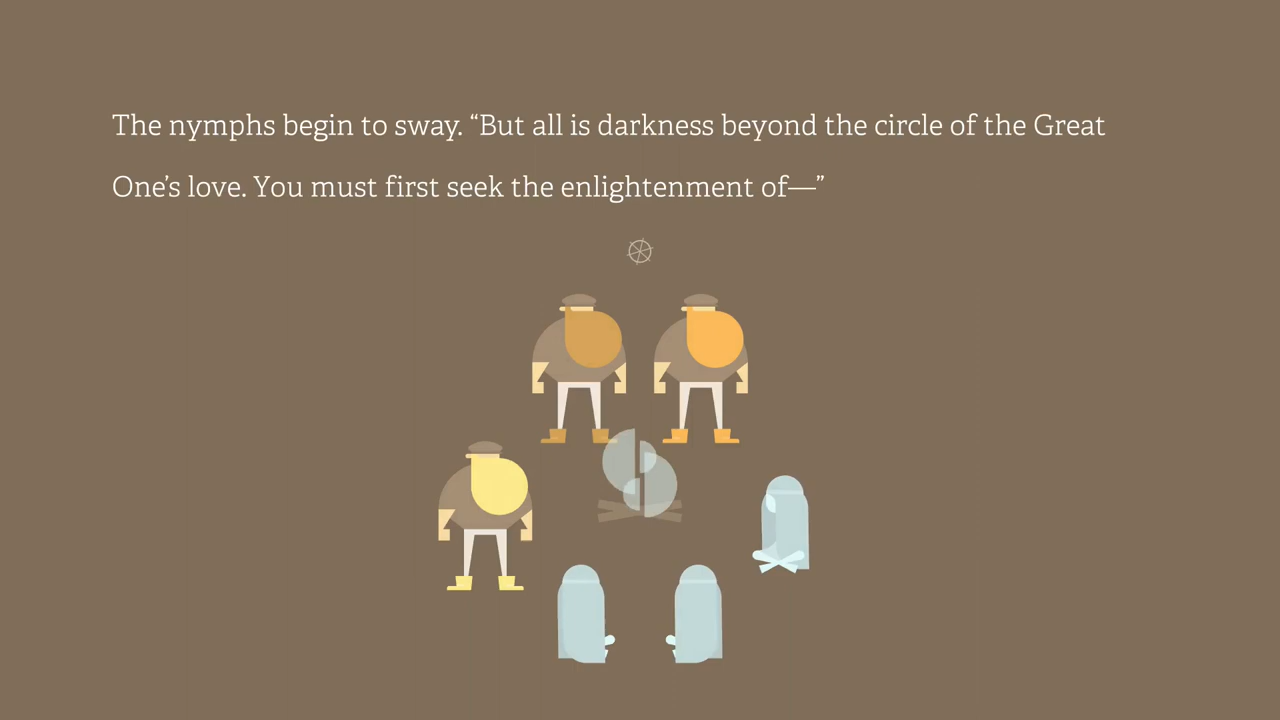 The nymphs begin to sway. “But all is darkness beyond the circle of the Great
One’s love. You must first seek the enlightenment of—”